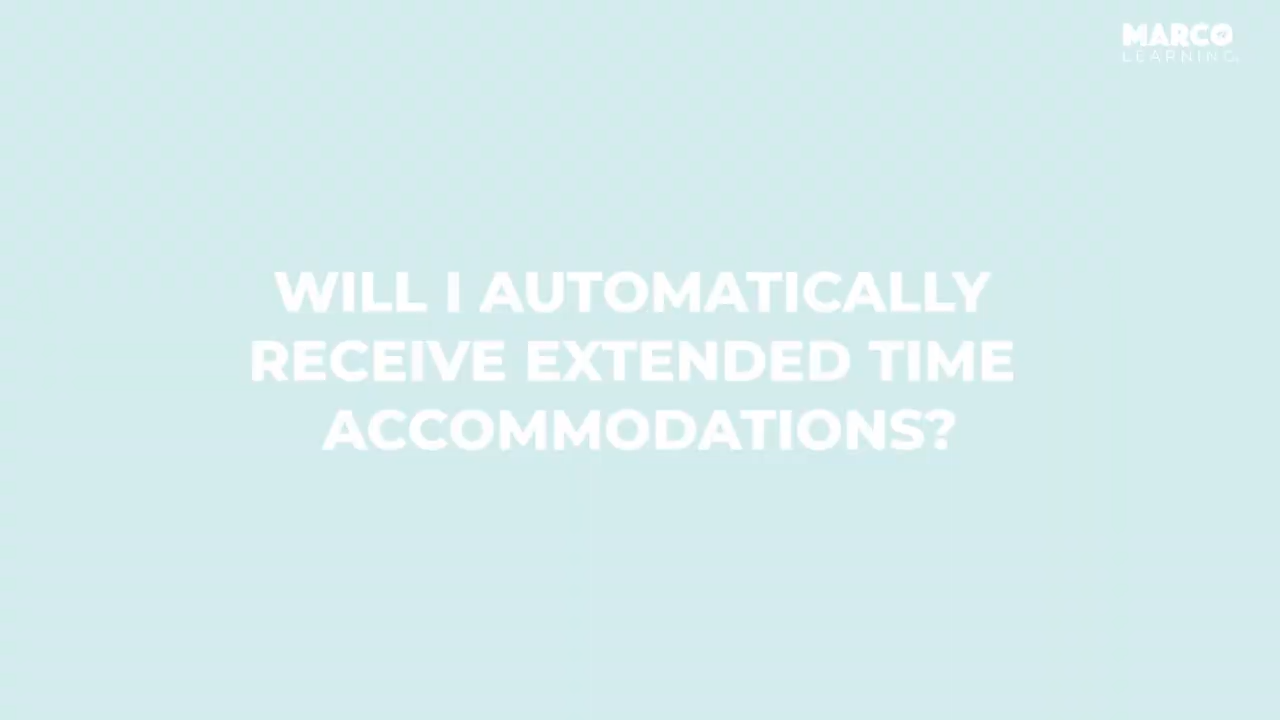 MARCO
LEARNING
WILL I AUTOMATICALLY
RECEIVE EXTENDED TIME
ACCOMMODATIONS?